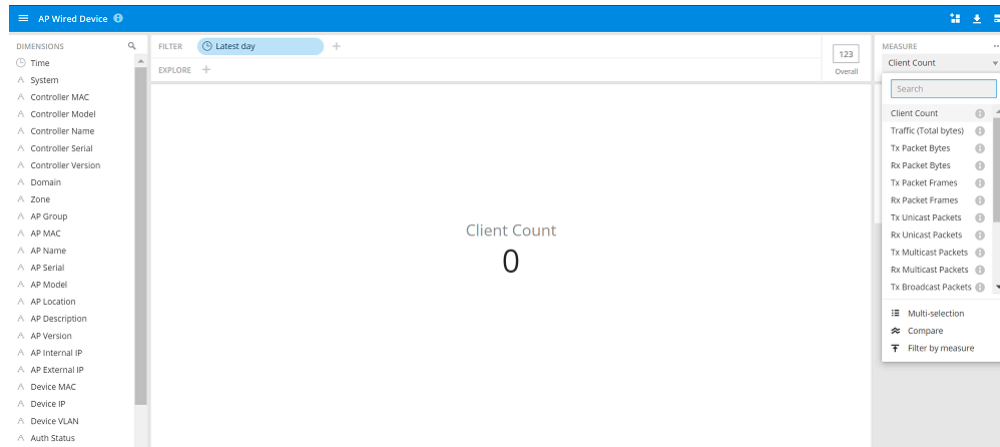 AP Wired Device
DIMENSIONS
Time
System
Controller MAC
Controller Model
Controller Name
Controller Serial
Controller Version
Domain
Zone
AP Group
AP MAC
AP Name
AP Serial
AP Model
AP Location
AP Description
AP Version
AP Internal IP
AP External IP
Device MAC
Device IP
Device VLAN
Auth Status
FILTER Latest day
EXPLORE
123
Overall
Client Count
0
MEASURE
Client Count
Search
Client Count
Traffic (Total bytes)
Tx Packet Bytes
Rx Packet Bytes
Tx Packet Frames
Rx Packet Frames
Tx Unicast Packets
Rx Unicast Packets
Tx Multicast Packets
Rx Multicast Packets
Tx Broadcast Packets
Multi-selection
Compare
Filter by measure